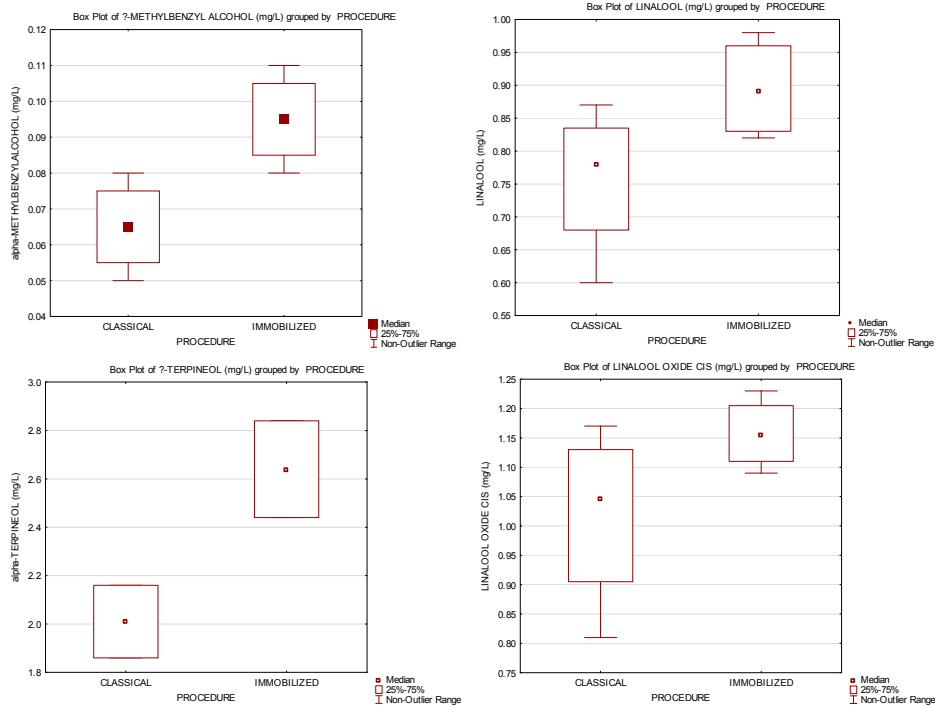 Box Plot of ?-METHYLBENZYL ALCOHOL (mg/L) grouped by PROCEDURE
0.12
0.11
0.10
0.09
0.08
0.07
0.06
0.05
0.04
alpha-METHYLBENZYLALCOHOL (mg/L)
CLASSICAL IMMOBILIZED
PROCEDURE
Median
25%-75%
Non-Outlier Range
Box Plot of LINALOOL (mg/L) grouped by PROCEDURE
1.00
0.95
0.90
0.85
0.80
0.75
0.70
0.65
0.60
0.55
LINALOOL (mg/L)
CLASSICAL IMMOBILIZED
PROCEDURE
Median
25%-75%
Non-Outlier Range
Box Plot of ?-TERPINEOL (mg/L) grouped by PROCEDURE
3.0
2.8
2.6
2.4
2.2
2.0
1.8
alpha-TERPINEOL (mg/L)
CLASSICAL IMMOBILIZED
PROCEDURE
Median
25%-75%
Non-Outlier Range
Box Plot of LINALOOL OXIDE CIS (mg/L) grouped by PROCEDURE
1.25
1.20
1.15
1.10
1.05
1.00
0.95
0.90
0.85
0.80
0.75
LINALOOL OXIDE CIS (mg/L)
CLASSICAL IMMOBILIZED
PROCEDURE
Median
25%-75%
Non-Outlier Range